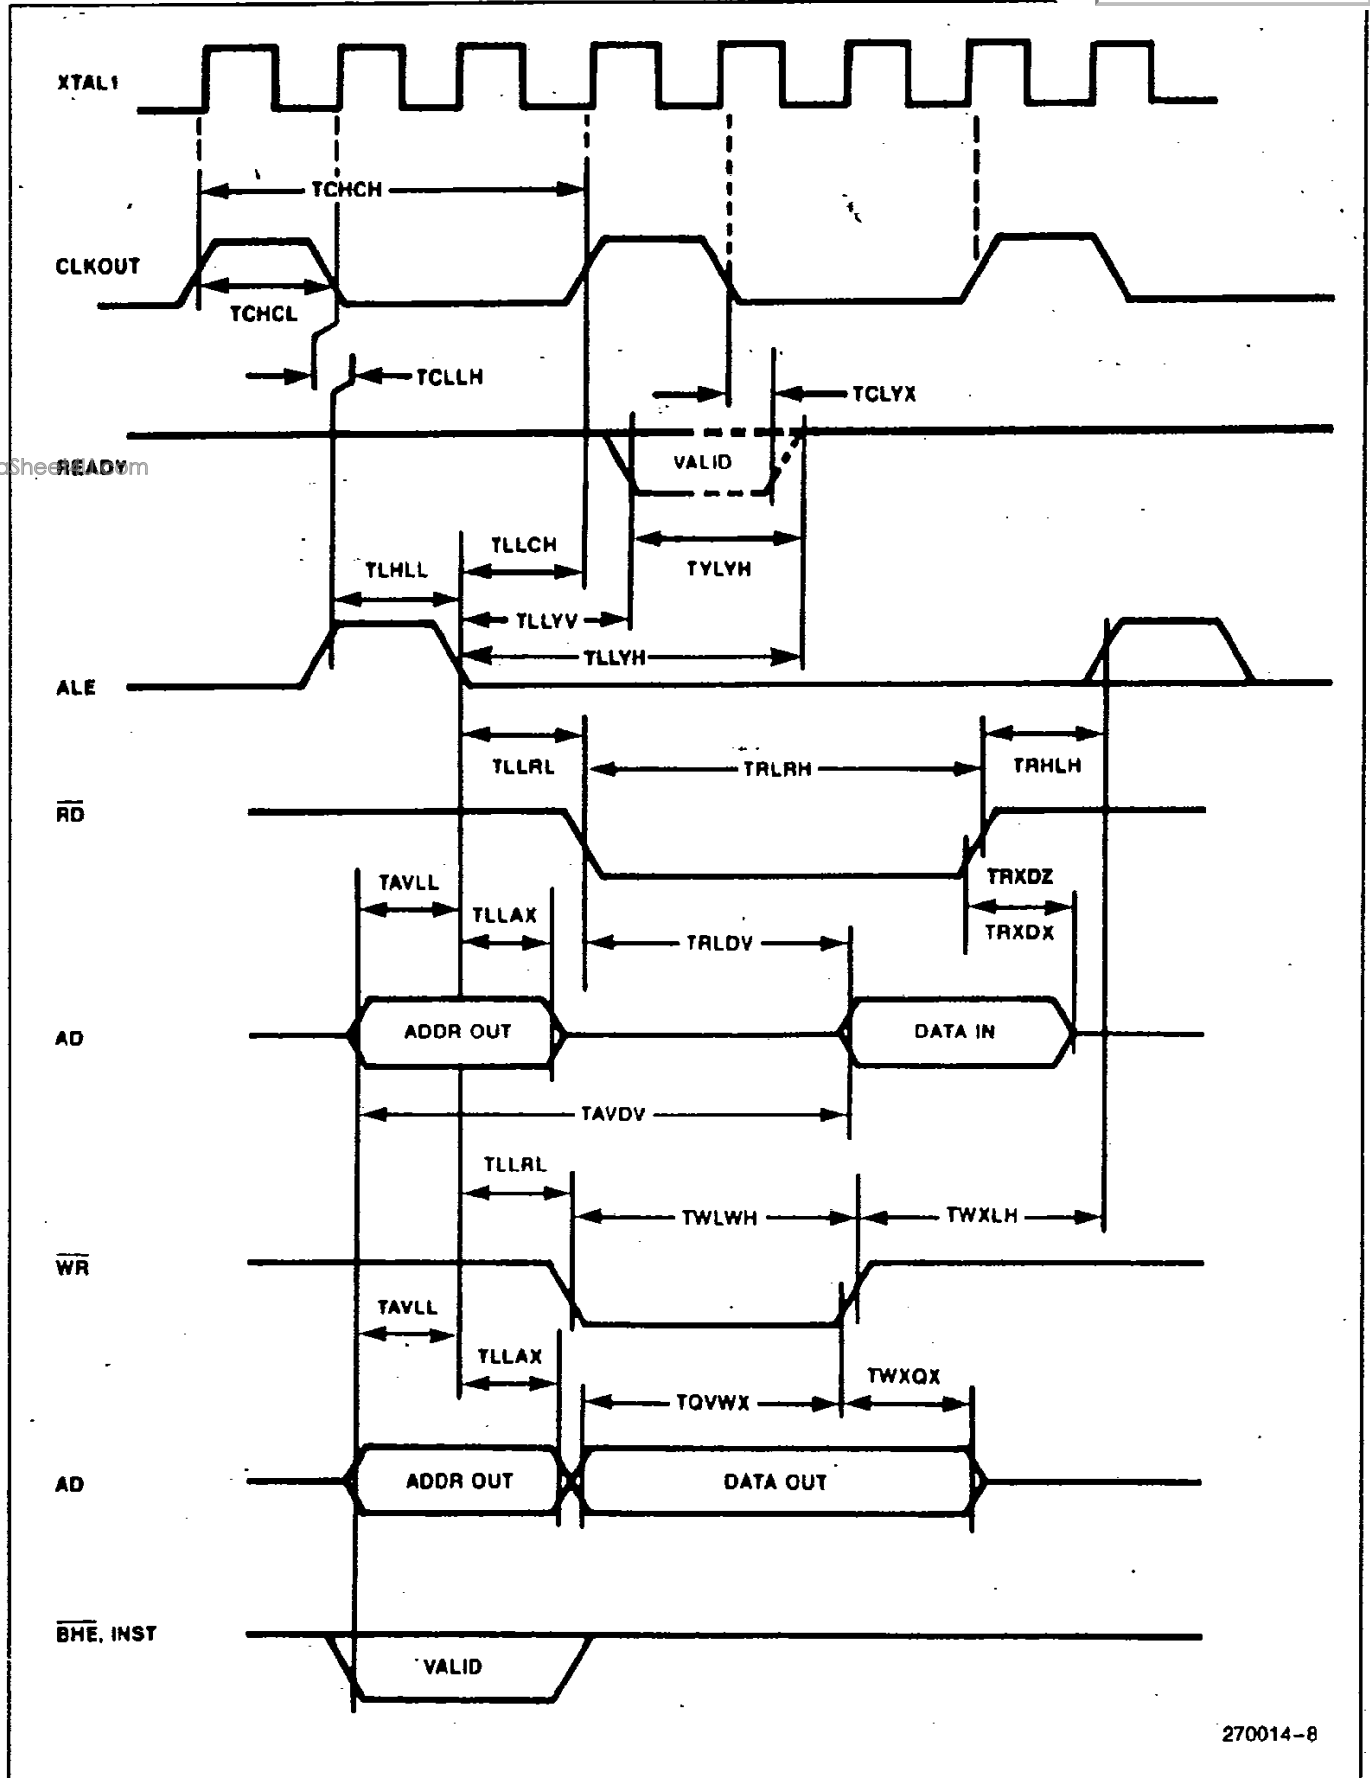 XTAL1
TCHCH
CLKOUT
TCHCL
TCLLH
TCLYX
READY
VALID
TLLCH
TYLYH
TLHLL
TLLYV
TLLYH
ALE
TLLRL
TRLRH
TRHLH
RD
TAVLL
TRXDZ
TLLAX
TRLDV
TRXDX
AD
ADDR OUT
DATA IN
TAVDV
TLLRL
TWLWH
TWXLH
WR
TAVLL
TLLAX
TWXQX
TQVWX
AD
ADDR OUT
DATA OUT
BHE, INST
VALID
270014-8